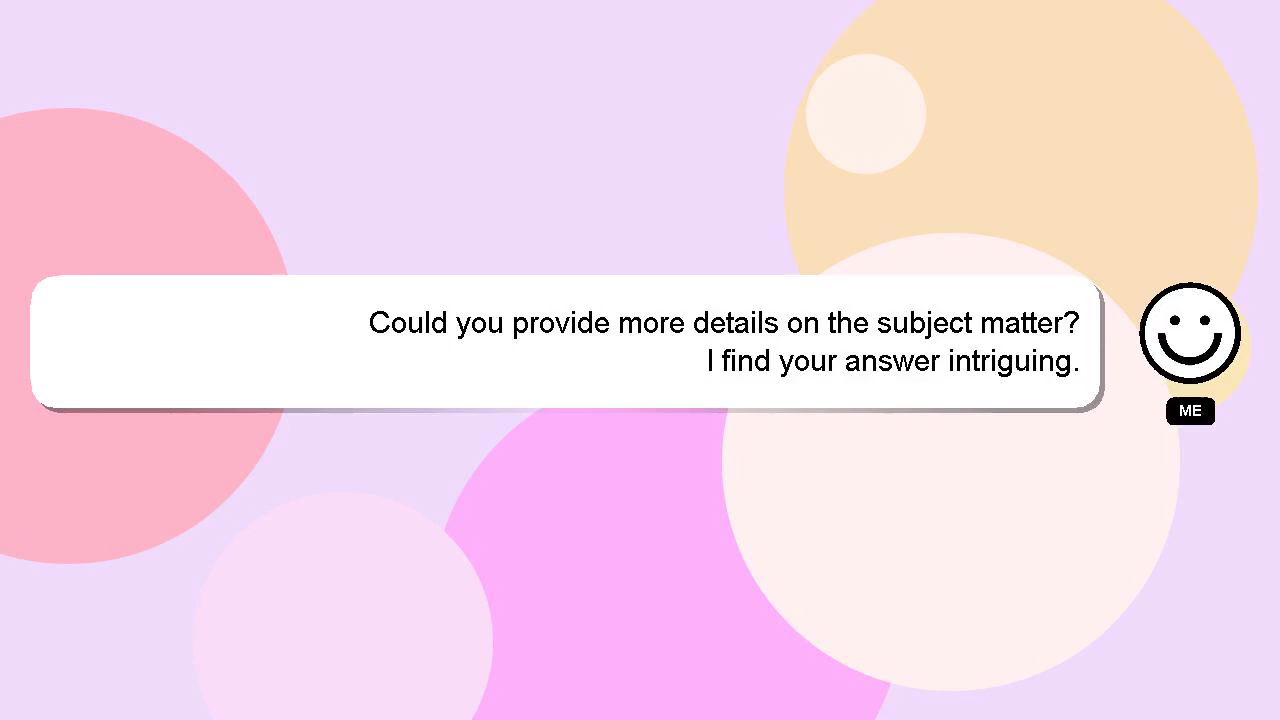 Could you provide more details on the subject matter?
I find your answer intriguing.
ME